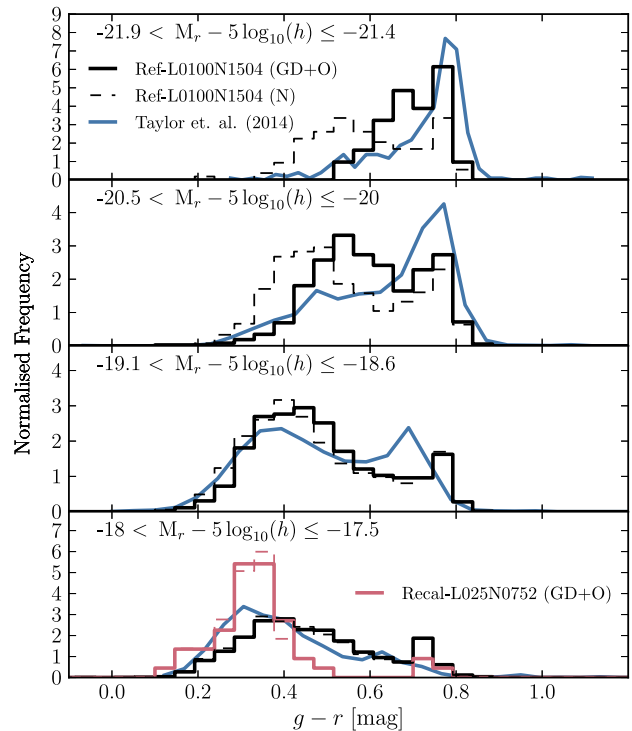 -21.9 < M_r − 5 log₁₀(h) ≤ −21.4
Ref-L0100N1504 (GD+O)
Ref-L0100N1504 (N)
Taylor et. al. (2014)
9
8
7
6
5
4
3
2
1
0
-20.5 < M_r − 5 log₁₀(h) ≤ −20
4
3
2
1
0
-19.1 < M_r − 5 log₁₀(h) ≤ −18.6
4
3
2
1
0
-18 < M_r − 5 log₁₀(h) ≤ −17.5
Recal-L025N0752 (GD+O)
7
6
5
4
3
2
1
0
0.0 0.2 0.4 0.6 0.8 1.0
g − r [mag]
Normalised Frequency